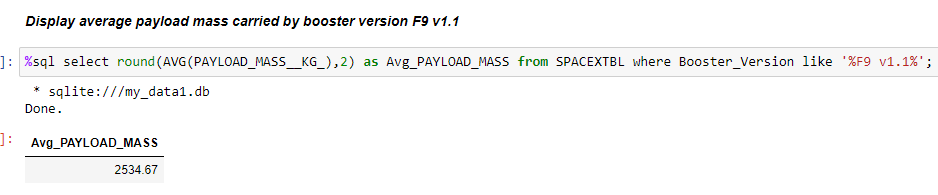 Display average payload mass carried by booster version F9 v1.1
]: %sql select round(AVG(PAYLOAD_MASS__KG_),2) as Avg_PAYLOAD_MASS from SPACEXTBL where Booster_Version like '%F9 v1.1%';
* sqlite:///my_data1.db
Done.
]: Avg_PAYLOAD_MASS
2534.67